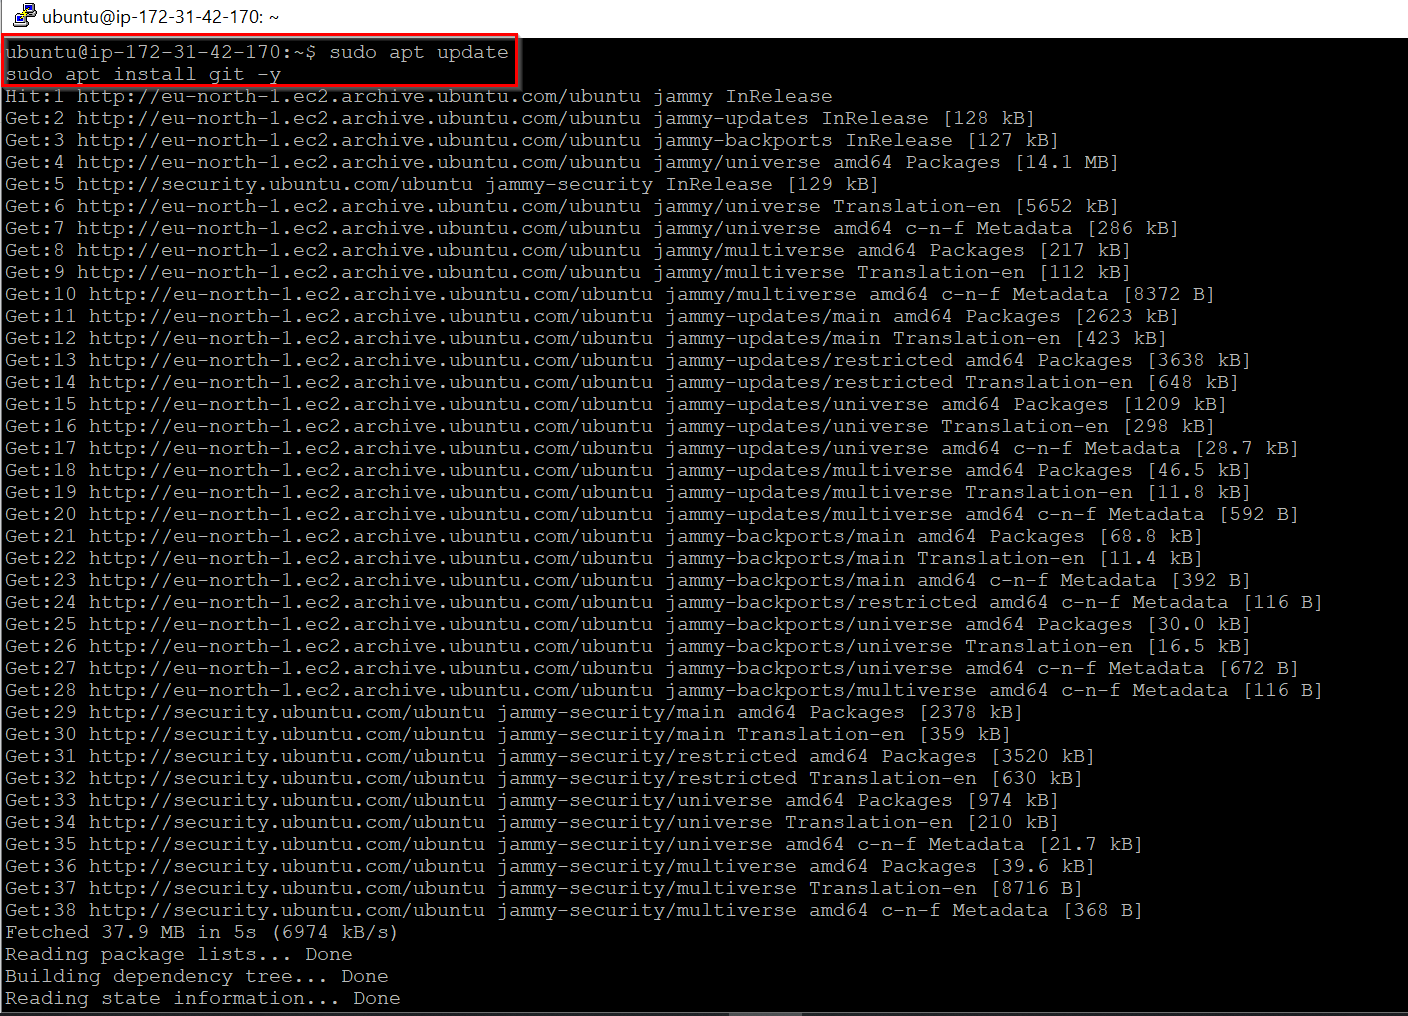 ubuntu@ip-172-31-42-170: ~
ubuntu@ip-172-31-42-170:~$ sudo apt update
sudo apt install git -y
Hit:1 http://eu-north-1.ec2.archive.ubuntu.com/ubuntu jammy InRelease
Get:2 http://eu-north-1.ec2.archive.ubuntu.com/ubuntu jammy-updates InRelease [128 kB]
Get:3 http://eu-north-1.ec2.archive.ubuntu.com/ubuntu jammy-backports InRelease [127 kB]
Get:4 http://eu-north-1.ec2.archive.ubuntu.com/ubuntu jammy/universe amd64 Packages [14.1 MB]
Get:5 http://security.ubuntu.com/ubuntu jammy-security InRelease [129 kB]
Get:6 http://eu-north-1.ec2.archive.ubuntu.com/ubuntu jammy/universe Translation-en [5652 kB]
Get:7 http://eu-north-1.ec2.archive.ubuntu.com/ubuntu jammy/universe amd64 c-n-f Metadata [286 kB]
Get:8 http://eu-north-1.ec2.archive.ubuntu.com/ubuntu jammy/multiverse amd64 Packages [217 kB]
Get:9 http://eu-north-1.ec2.archive.ubuntu.com/ubuntu jammy/multiverse Translation-en [112 kB]
Get:10 http://eu-north-1.ec2.archive.ubuntu.com/ubuntu jammy/multiverse amd64 c-n-f Metadata [8372 B]
Get:11 http://eu-north-1.ec2.archive.ubuntu.com/ubuntu jammy-updates/main amd64 Packages [2623 kB]
Get:12 http://eu-north-1.ec2.archive.ubuntu.com/ubuntu jammy-updates/main Translation-en [423 kB]
Get:13 http://eu-north-1.ec2.archive.ubuntu.com/ubuntu jammy-updates/restricted amd64 Packages [3638 kB]
Get:14 http://eu-north-1.ec2.archive.ubuntu.com/ubuntu jammy-updates/restricted Translation-en [648 kB]
Get:15 http://eu-north-1.ec2.archive.ubuntu.com/ubuntu jammy-updates/universe amd64 Packages [1209 kB]
Get:16 http://eu-north-1.ec2.archive.ubuntu.com/ubuntu jammy-updates/universe Translation-en [298 kB]
Get:17 http://eu-north-1.ec2.archive.ubuntu.com/ubuntu jammy-updates/universe amd64 c-n-f Metadata [28.7 kB]
Get:18 http://eu-north-1.ec2.archive.ubuntu.com/ubuntu jammy-updates/multiverse amd64 Packages [46.5 kB]
Get:19 http://eu-north-1.ec2.archive.ubuntu.com/ubuntu jammy-updates/multiverse Translation-en [11.8 kB]
Get:20 http://eu-north-1.ec2.archive.ubuntu.com/ubuntu jammy-updates/multiverse amd64 c-n-f Metadata [592 B]
Get:21 http://eu-north-1.ec2.archive.ubuntu.com/ubuntu jammy-backports/main amd64 Packages [68.8 kB]
Get:22 http://eu-north-1.ec2.archive.ubuntu.com/ubuntu jammy-backports/main Translation-en [11.4 kB]
Get:23 http://eu-north-1.ec2.archive.ubuntu.com/ubuntu jammy-backports/main amd64 c-n-f Metadata [392 B]
Get:24 http://eu-north-1.ec2.archive.ubuntu.com/ubuntu jammy-backports/restricted amd64 c-n-f Metadata [116 B]
Get:25 http://eu-north-1.ec2.archive.ubuntu.com/ubuntu jammy-backports/universe amd64 Packages [30.0 kB]
Get:26 http://eu-north-1.ec2.archive.ubuntu.com/ubuntu jammy-backports/universe Translation-en [16.5 kB]
Get:27 http://eu-north-1.ec2.archive.ubuntu.com/ubuntu jammy-backports/universe amd64 c-n-f Metadata [672 B]
Get:28 http://eu-north-1.ec2.archive.ubuntu.com/ubuntu jammy-backports/multiverse amd64 c-n-f Metadata [116 B]
Get:29 http://security.ubuntu.com/ubuntu jammy-security/main amd64 Packages [2378 kB]
Get:30 http://security.ubuntu.com/ubuntu jammy-security/main Translation-en [359 kB]
Get:31 http://security.ubuntu.com/ubuntu jammy-security/restricted amd64 Packages [3520 kB]
Get:32 http://security.ubuntu.com/ubuntu jammy-security/restricted Translation-en [630 kB]
Get:33 http://security.ubuntu.com/ubuntu jammy-security/universe amd64 Packages [974 kB]
Get:34 http://security.ubuntu.com/ubuntu jammy-security/universe Translation-en [210 kB]
Get:35 http://security.ubuntu.com/ubuntu jammy-security/universe amd64 c-n-f Metadata [21.7 kB]
Get:36 http://security.ubuntu.com/ubuntu jammy-security/multiverse amd64 Packages [39.6 kB]
Get:37 http://security.ubuntu.com/ubuntu jammy-security/multiverse Translation-en [8716 B]
Get:38 http://security.ubuntu.com/ubuntu jammy-security/multiverse amd64 c-n-f Metadata [368 B]
Fetched 37.9 MB in 5s (6974 kB/s)
Reading package lists... Done
Building dependency tree... Done
Reading state information... Done